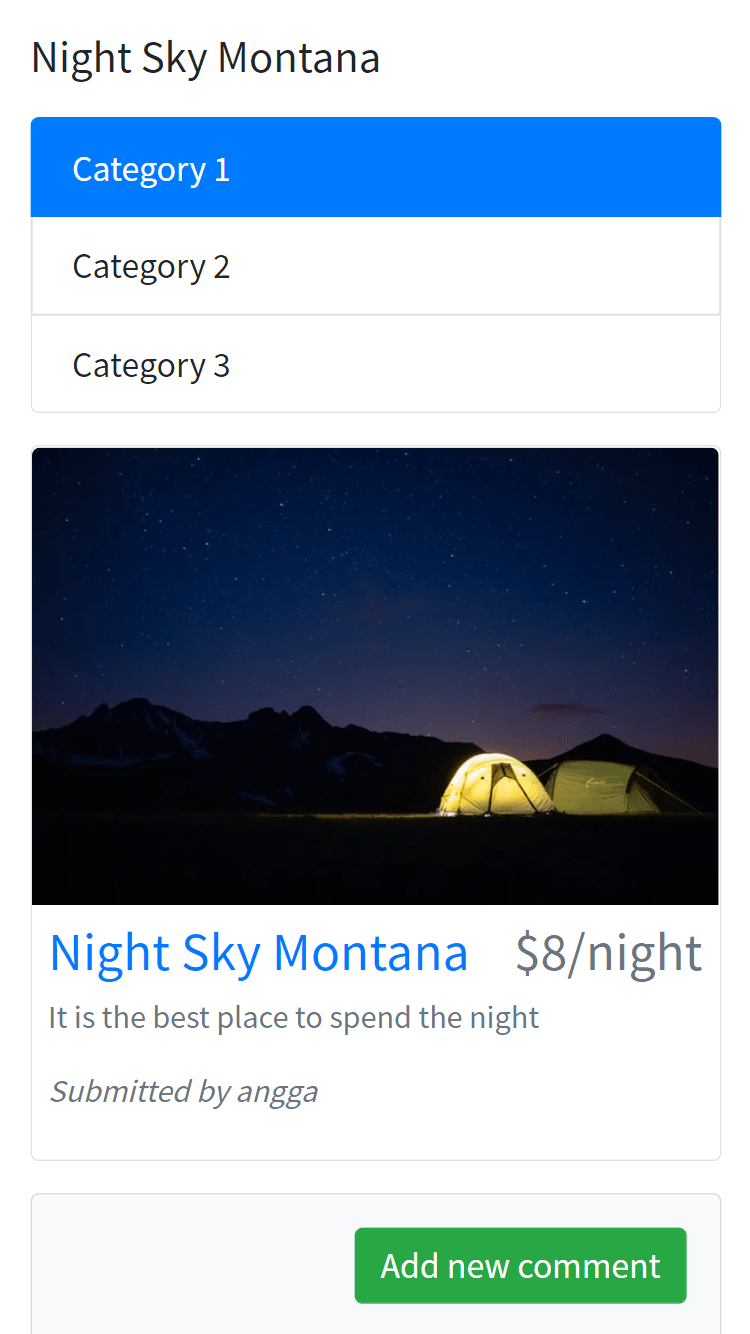 Night Sky Montana
Category 1
Category 2
Category 3
Night Sky Montana $8/night
It is the best place to spend the night
Submitted by angga
Add new comment